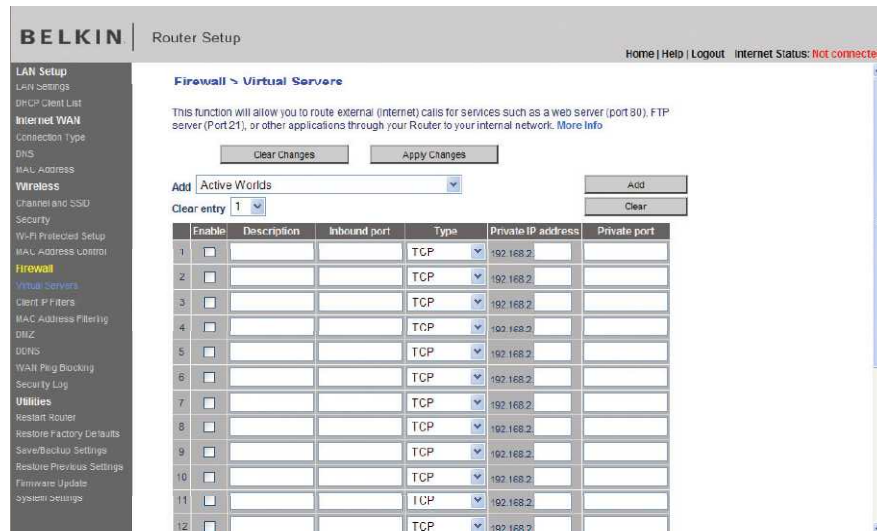 BELKIN Router Setup
Home | Help | Logout Internet Status: Not connecte
LAN Setup
LAN Settings
DHCP Client List
Internet WAN
Connection Type
DNS
MAC Address
Wireless
Channel and SSID
Security
Wi-Fi Protected Setup
MAC Address Control
Firewall
Virtual Servers
Client IP Filters
MAC Address Filtering
DMZ
DDNS
WAN Ping Blocking
Security Log
Utilities
Restart Router
Restore Factory Defaults
Save/Backup Settings
Restore Previous Settings
Firmware Update
System Settings
Firewall > Virtual Servers
This function will allow you to route external (Internet) calls for services such as a web server (port 80), FTP
server (Port 21), or other applications through your Router to your internal network. More Info
Clear Changes Apply Changes
Add Active Worlds Add
Clear entry 1 Clear
Enable Description Inbound port Type Private IP address Private port
1 TCP 192.168.2.
2 TCP 192.168.2.
3 TCP 192.168.2.
4 TCP 192.168.2.
5 TCP 192.168.2.
6 TCP 192.168.2.
7 TCP 192.168.2.
8 TCP 192.168.2.
9 TCP 192.168.2.
10 TCP 192.168.2.
11 TCP 192.168.2.
12 TCP 192.168.2.